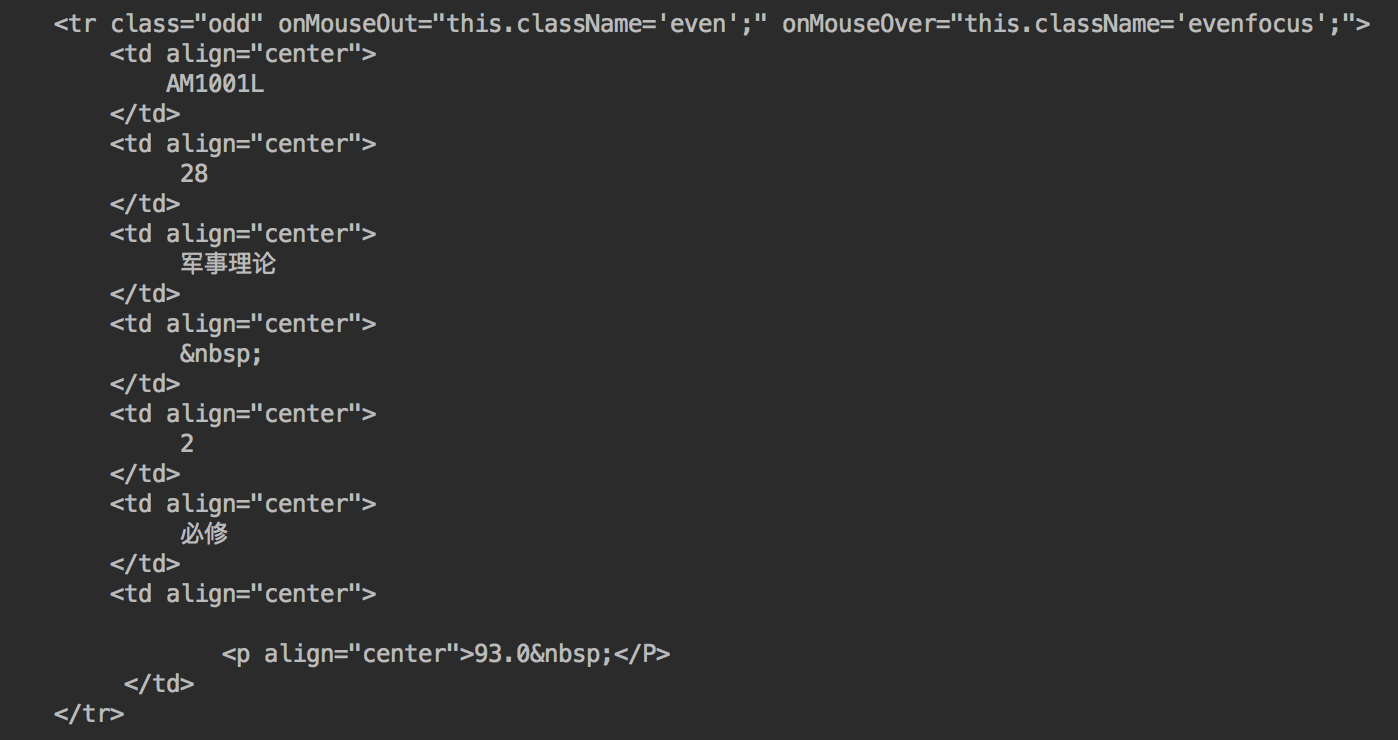 <tr class="odd" onMouseOut="this.className='even';" onMouseOver="this.className='evenfocus';">
<td align="center">
AM1001L
</td>
<td align="center">
28
</td>
<td align="center">
军事理论
</td>
<td align="center">
&nbsp;
</td>
<td align="center">
2
</td>
<td align="center">
必修
</td>
<td align="center">
<p align="center">93.0&nbsp;</P>
</td>
</tr>